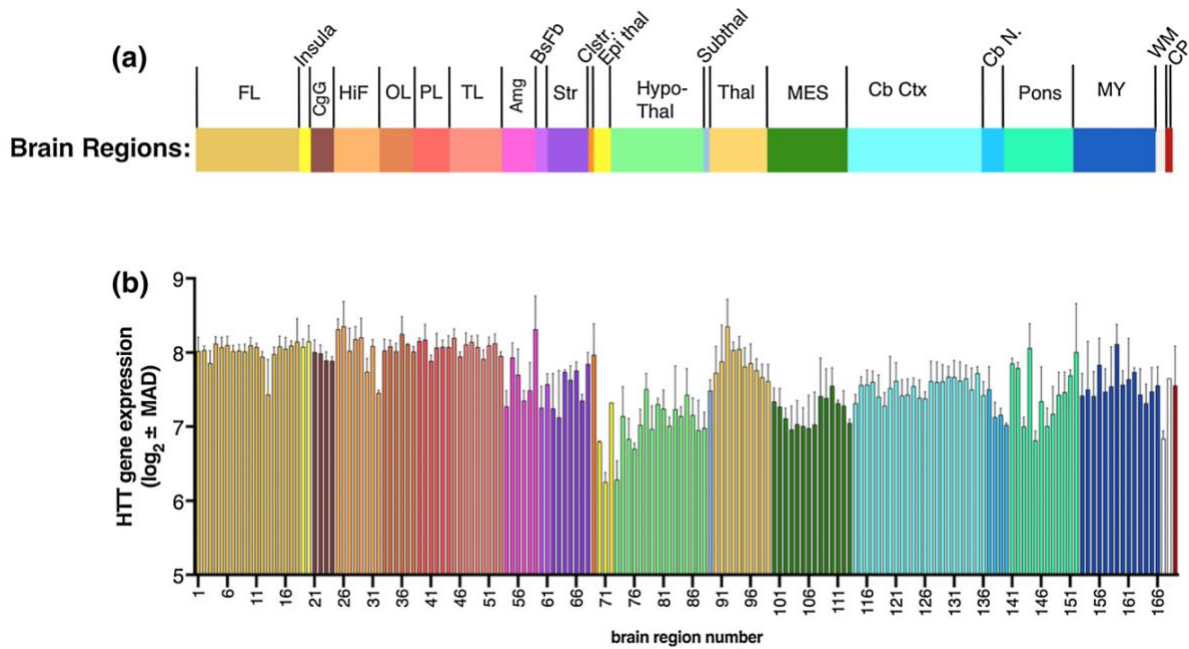 (a)
Insula
BsFb
Clstr.
Epi thal
Subthal
Cb N.
WM
CP
FL
CgG
HiF
OL
PL
TL
Amg
Str
Hypo-
Thal
Thal
MES
Cb Ctx
Pons
MY
Brain Regions:
(b)
HTT gene expression
(log2 ± MAD)
9
8
7
6
5
1 6 11 16 21 26 31 36 41 46 51 56 61 66 71 76 81 86 91 96 101 106 111 116 121 126 131 136 141 146 151 156 161 166
brain region number